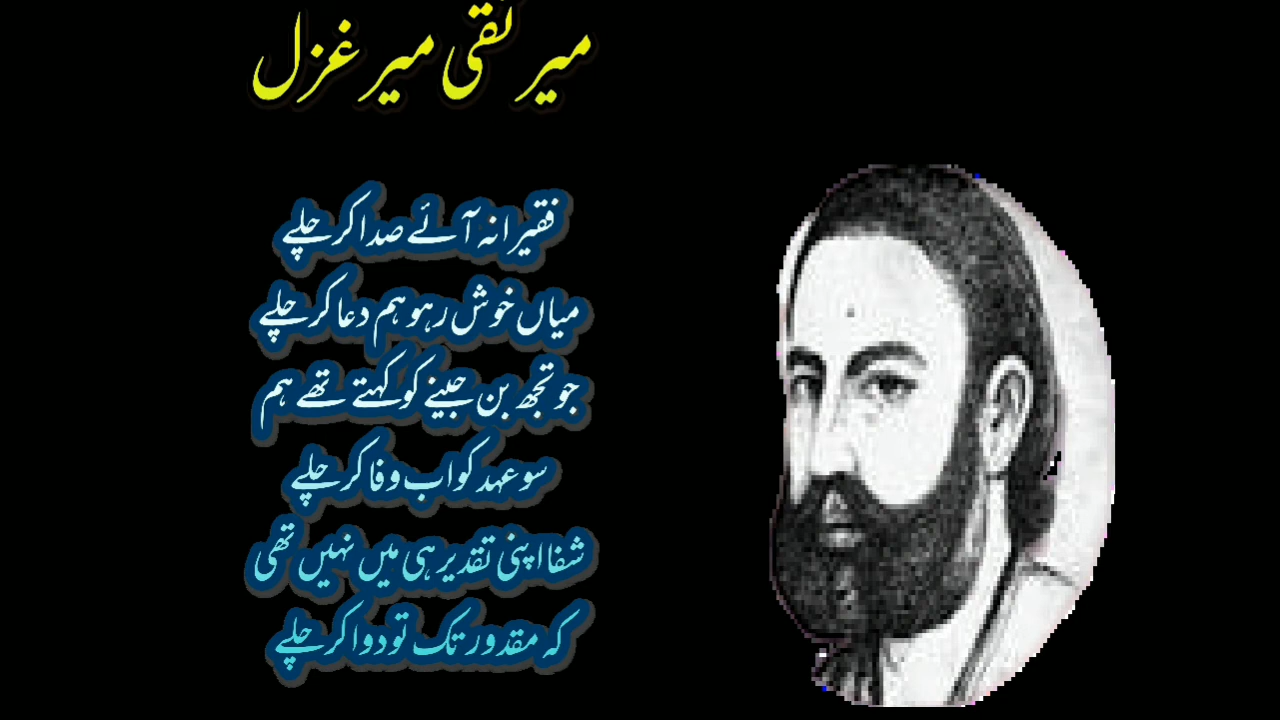 میر تقی میر غزل
فقیرانہ آئے صدا کر چلے
میاں خوش رہو ہم دعا کر چلے
جو تجھ بن جینے کو کہتے تھے ہم
سو عہد کو اب وفا کر چلے
شفا اپنی تقدیر ہی میں نہیں تھی
کہ مقدور تک تو دوا کر چلے